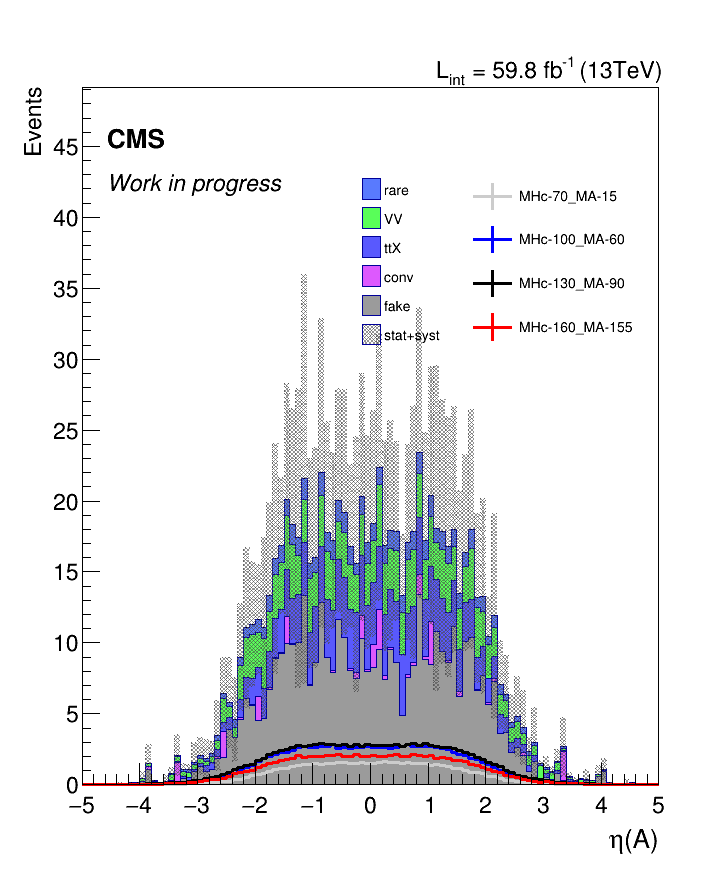 L_int = 59.8 fb^-1 (13TeV)
Events
CMS
Work in progress
rare
VV
ttX
conv
fake
stat+syst
MHc-70_MA-15
MHc-100_MA-60
MHc-130_MA-90
MHc-160_MA-155
45
40
35
30
25
20
15
10
5
0
−5 −4 −3 −2 −1 0 1 2 3 4 5
η(A)